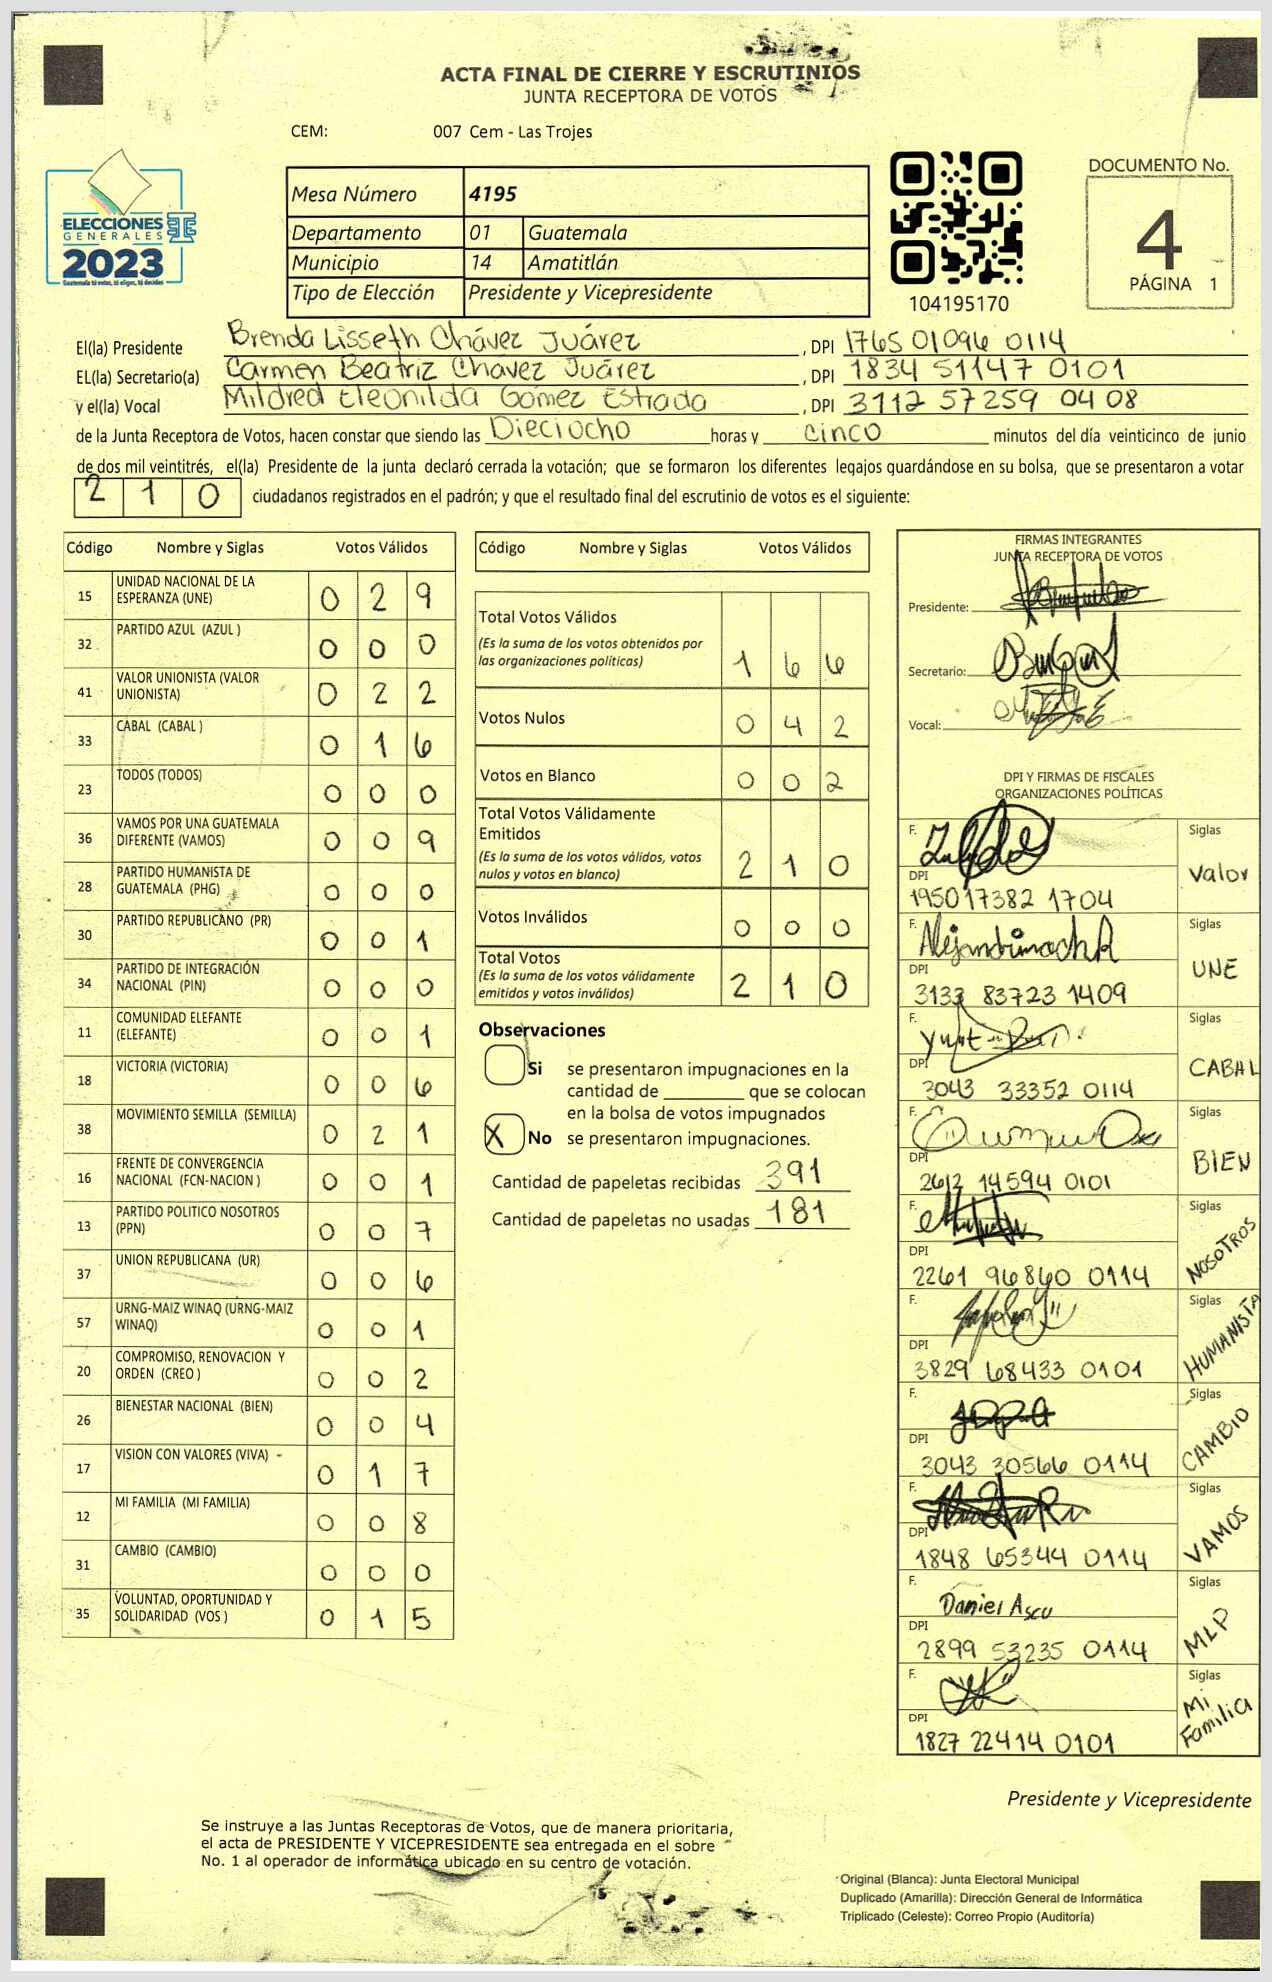 ACTA FINAL DE CIERRE Y ESCRUTINIOS
JUNTA RECEPTORA DE VOTOS
CEM: 007 Cem - Las Trojes
ELECCIONES
GENERALES
2023
Guatemala tú votas, tú eliges, tú decides
Mesa Número 4195
Departamento 01 Guatemala
Municipio 14 Amatitlán
Tipo de Elección Presidente y Vicepresidente
104195170
DOCUMENTO No.
4
PÁGINA 1
El(la) Presidente Brenda Lisseth Chávez Juárez , DPI 1765 01096 0114
EL(la) Secretario(a) Carmen Beatriz Chávez Juárez , DPI 1834 51147 0101
y el(la) Vocal Mildred Eleonilda Gómez Estrada , DPI 3112 57259 0408
de la Junta Receptora de Votos, hacen constar que siendo las Dieciocho horas y cinco minutos del día veinticinco de junio
de dos mil veintitrés, el(la) Presidente de la junta declaró cerrada la votación; que se formaron los diferentes legajos guardándose en su bolsa, que se presentaron a votar
2 1 0 ciudadanos registrados en el padrón; y que el resultado final del escrutinio de votos es el siguiente:
Código Nombre y Siglas Votos Válidos
15 UNIDAD NACIONAL DE LA ESPERANZA (UNE) 0 2 9
32 PARTIDO AZUL (AZUL ) 0 0 0
41 VALOR UNIONISTA (VALOR UNIONISTA) 0 2 2
33 CABAL (CABAL ) 0 1 6
23 TODOS (TODOS) 0 0 0
36 VAMOS POR UNA GUATEMALA DIFERENTE (VAMOS) 0 0 9
28 PARTIDO HUMANISTA DE GUATEMALA (PHG) 0 0 0
30 PARTIDO REPUBLICANO (PR) 0 0 1
34 PARTIDO DE INTEGRACIÓN NACIONAL (PIN) 0 0 0
11 COMUNIDAD ELEFANTE (ELEFANTE) 0 0 1
18 VICTORIA (VICTORIA) 0 0 6
38 MOVIMIENTO SEMILLA (SEMILLA) 0 2 1
16 FRENTE DE CONVERGENCIA NACIONAL (FCN-NACION ) 0 0 1
13 PARTIDO POLITICO NOSOTROS (PPN) 0 0 7
37 UNION REPUBLICANA (UR) 0 0 6
57 URNG-MAIZ WINAQ (URNG-MAIZ WINAQ) 0 0 1
20 COMPROMISO, RENOVACION Y ORDEN (CREO ) 0 0 2
26 BIENESTAR NACIONAL (BIEN) 0 0 4
17 VISION CON VALORES (VIVA) 0 1 7
12 MI FAMILIA (MI FAMILIA) 0 0 8
31 CAMBIO (CAMBIO) 0 0 0
35 VOLUNTAD, OPORTUNIDAD Y SOLIDARIDAD (VOS ) 0 1 5
Código Nombre y Siglas Votos Válidos
Total Votos Válidos
(Es la suma de los votos obtenidos por las organizaciones políticas) 1 6 6
Votos Nulos 0 4 2
Votos en Blanco 0 0 2
Total Votos Válidamente Emitidos
(Es la suma de los votos válidos, votos nulos y votos en blanco) 2 1 0
Votos Inválidos 0 0 0
Total Votos
(Es la suma de los votos válidamente emitidos y votos inválidos) 2 1 0
Observaciones
Si se presentaron impugnaciones en la
cantidad de ________ que se colocan
en la bolsa de votos impugnados
X No se presentaron impugnaciones.
Cantidad de papeletas recibidas 391
Cantidad de papeletas no usadas 181
FIRMAS INTEGRANTES
JUNTA RECEPTORA DE VOTOS
Presidente:
Secretario:
Vocal:
DPI Y FIRMAS DE FISCALES
ORGANIZACIONES POLÍTICAS
F. Siglas Valor
DPI 195017382 1704
F. Siglas UNE
DPI 3133 83723 1409
F. Siglas CABAL
DPI 3043 33352 0114
F. Siglas BIEN
DPI 2612 14594 0101
F. Siglas NOSOTROS
DPI 2261 96860 0114
F. Siglas HUMANISTA
DPI 3829 68433 0101
F. Siglas CAMBIO
DPI 3043 30566 0114
F. Siglas VAMOS
DPI 1848 65344 0114
F. Daniel Ascu Siglas MLP
DPI 2899 53235 0114
F. Siglas Mi Familia
DPI 1827 22414 0101
Presidente y Vicepresidente
Se instruye a las Juntas Receptoras de Votos, que de manera prioritaria,
el acta de PRESIDENTE Y VICEPRESIDENTE sea entregada en el sobre
No. 1 al operador de informática ubicado en su centro de votación.
Original (Blanca): Junta Electoral Municipal
Duplicado (Amarilla): Dirección General de Informática
Triplicado (Celeste): Correo Propio (Auditoría)